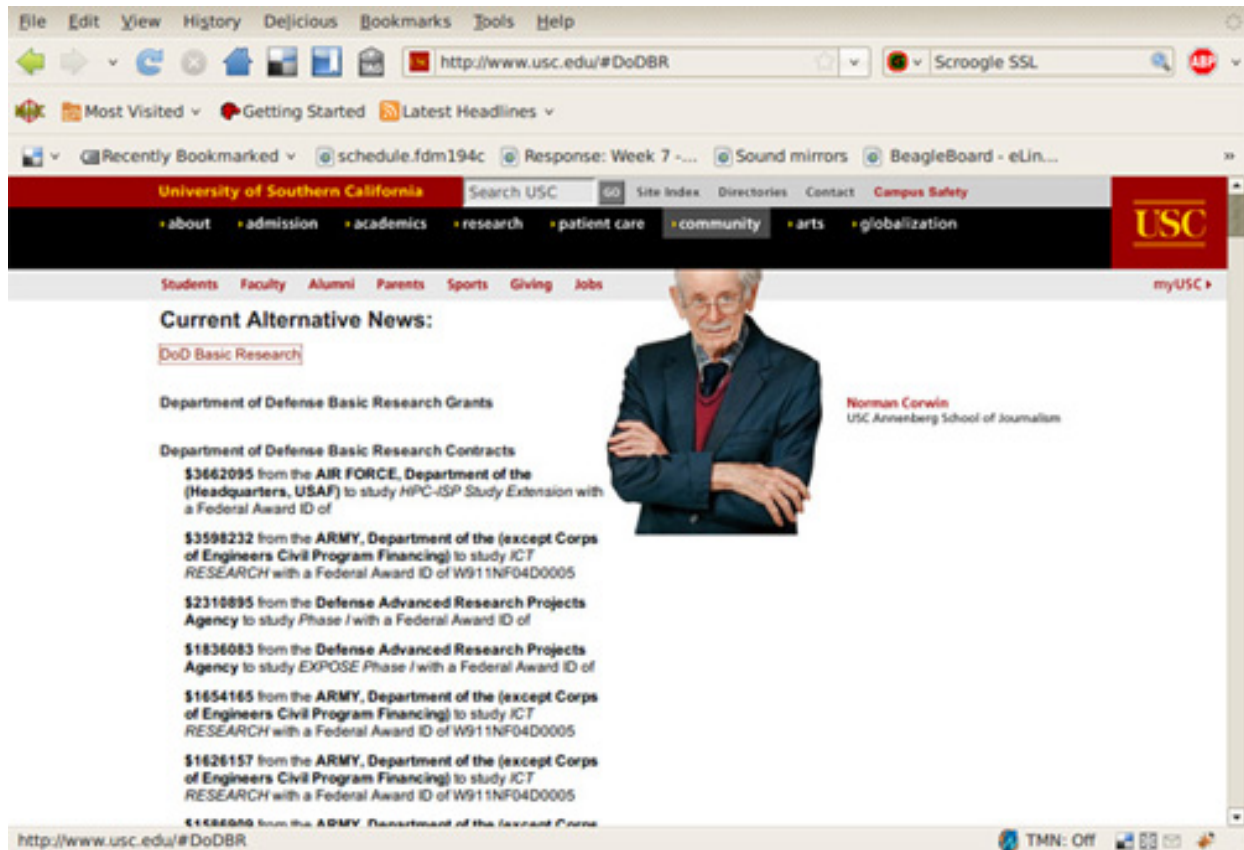 File Edit View History Delicious Bookmarks Tools Help
http://www.usc.edu/#DoDBR Scroogle SSL ABP
Most Visited Getting Started Latest Headlines
Recently Bookmarked schedule.fdm194c Response: Week 7 -... Sound mirrors BeagleBoard - eLin... »
University of Southern California Search USC GO Site Index Directories Contact Campus Safety
about admission academics research patient care community arts globalization USC
Students Faculty Alumni Parents Sports Giving Jobs myUSC
Current Alternative News:
DoD Basic Research
Department of Defense Basic Research Grants
Norman Corwin
USC Annenberg School of Journalism
Department of Defense Basic Research Contracts
$3662095 from the AIR FORCE, Department of the
(Headquarters, USAF) to study HPC-ISP Study Extension with
a Federal Award ID of
$3598232 from the ARMY, Department of the (except Corps
of Engineers Civil Program Financing) to study ICT
RESEARCH with a Federal Award ID of W911NF04D0005
$2310895 from the Defense Advanced Research Projects
Agency to study Phase I with a Federal Award ID of
$1836083 from the Defense Advanced Research Projects
Agency to study EXPOSE Phase I with a Federal Award ID of
$1654165 from the ARMY, Department of the (except Corps
of Engineers Civil Program Financing) to study ICT
RESEARCH with a Federal Award ID of W911NF04D0005
$1626157 from the ARMY, Department of the (except Corps
of Engineers Civil Program Financing) to study ICT
RESEARCH with a Federal Award ID of W911NF04D0005
$1586909 from the ARMY, Department of the (except Corps
http://www.usc.edu/#DoDBR TMN: Off